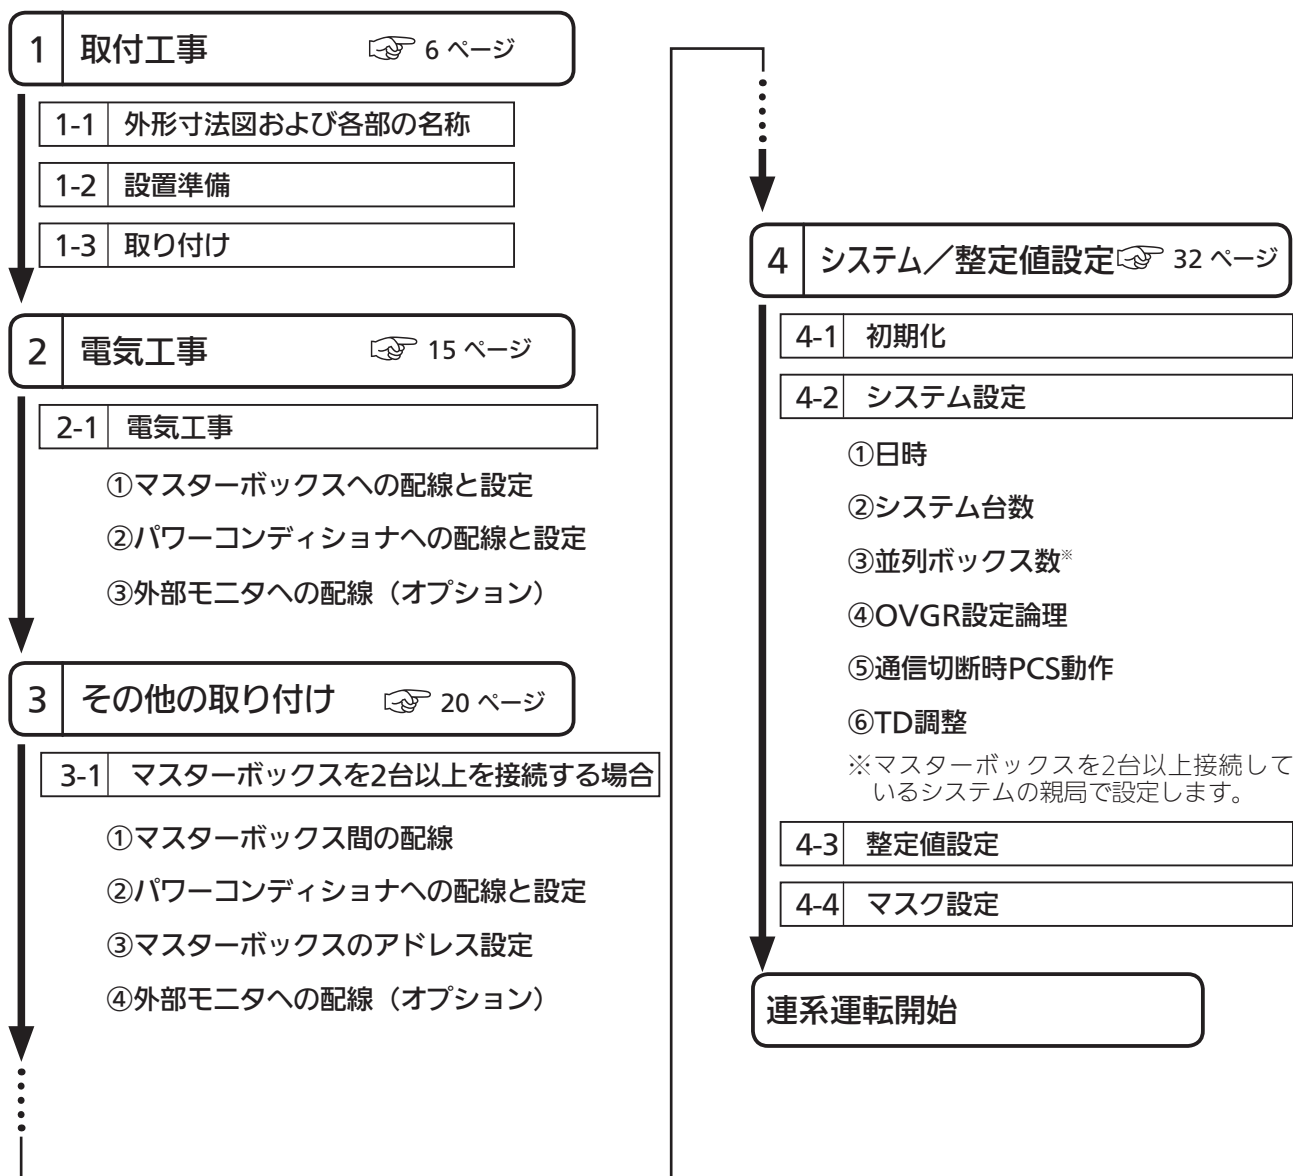 1 取付工事 ☞ 6 ページ
1-1 外形寸法図および各部の名称
1-2 設置準備
1-3 取り付け
2 電気工事 ☞ 15 ページ
2-1 電気工事
①マスターボックスへの配線と設定
②パワーコンディショナへの配線と設定
③外部モニタへの配線（オプション）
3 その他の取り付け ☞ 20 ページ
3-1 マスターボックスを2台以上を接続する場合
①マスターボックス間の配線
②パワーコンディショナへの配線と設定
③マスターボックスのアドレス設定
④外部モニタへの配線（オプション）
4 システム／整定値設定☞ 32 ページ
4-1 初期化
4-2 システム設定
①日時
②システム台数
③並列ボックス数※
④OVGR設定論理
⑤通信切断時PCS動作
⑥TD調整
※マスターボックスを2台以上接続して
いるシステムの親局で設定します。
4-3 整定値設定
4-4 マスク設定
連系運転開始